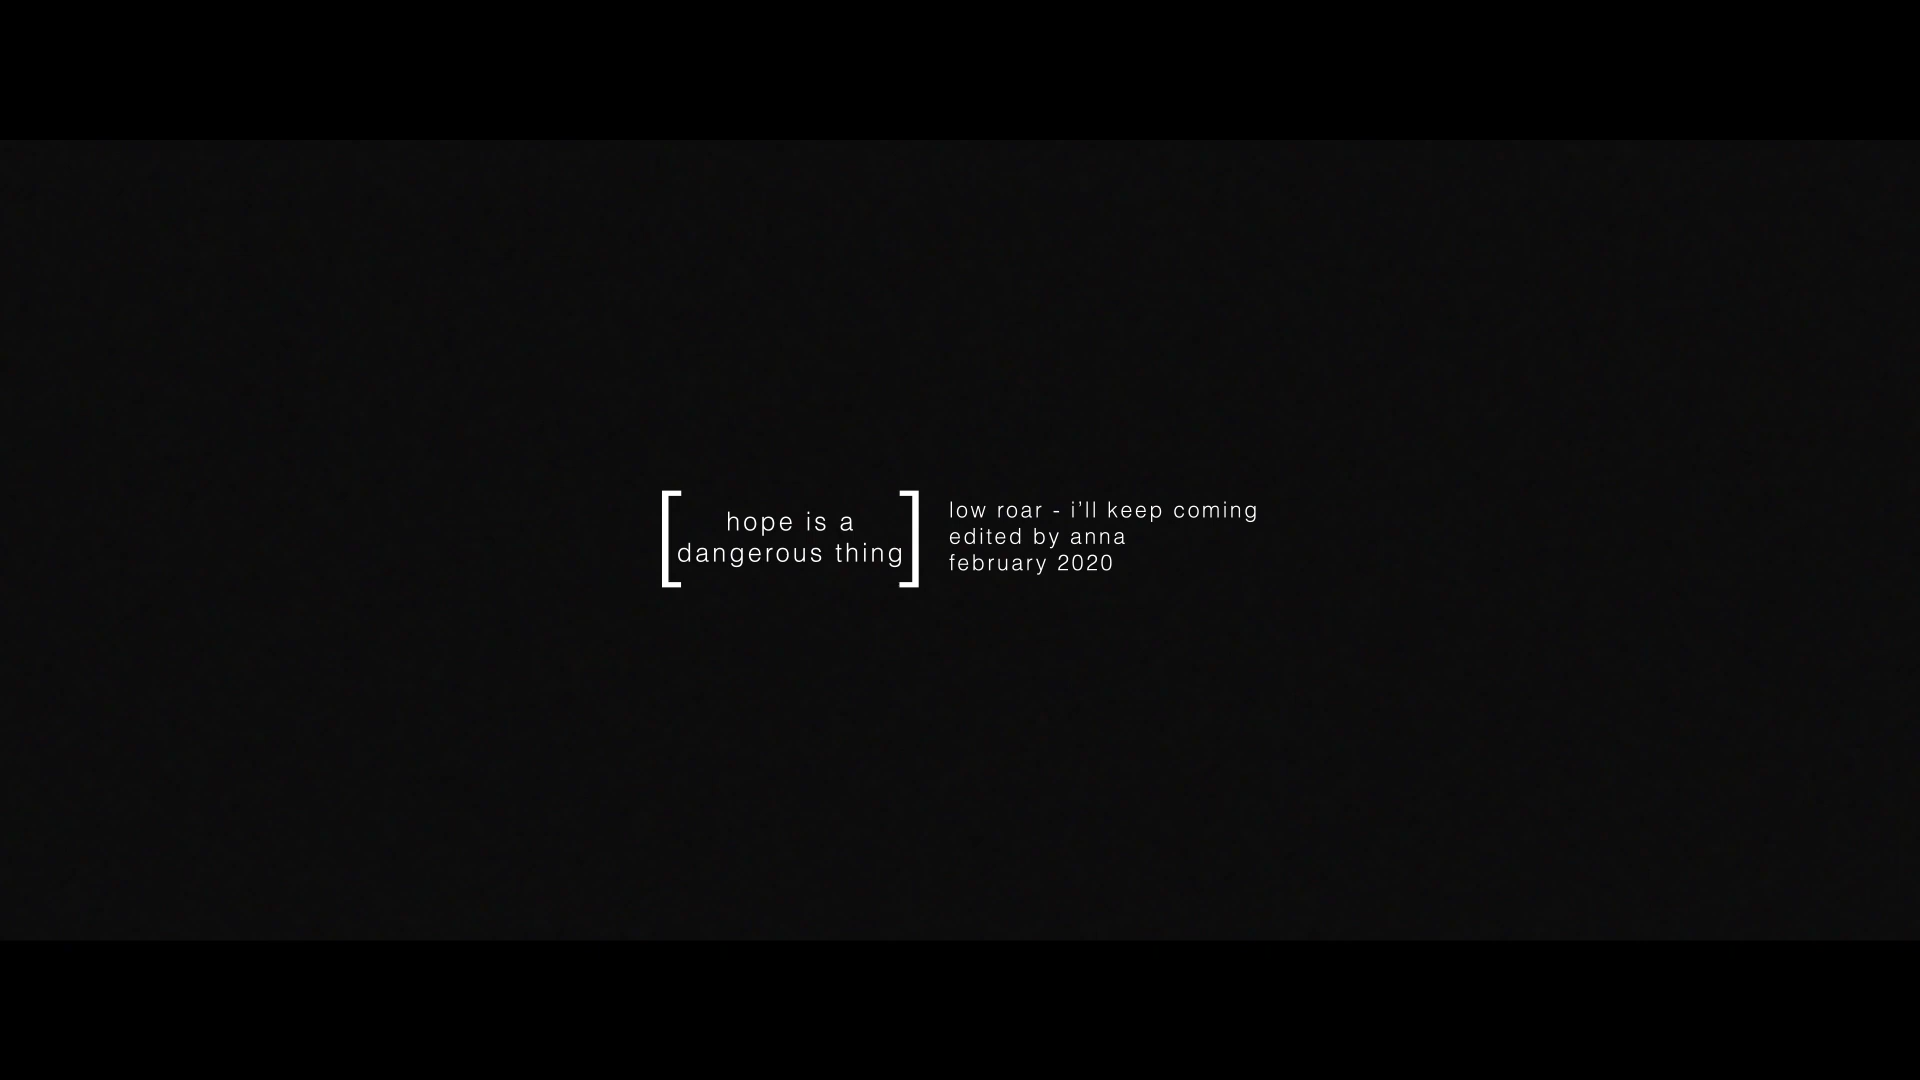 [hope is a
dangerous thing]
low roar - i’ll keep coming
edited by anna
february 2020